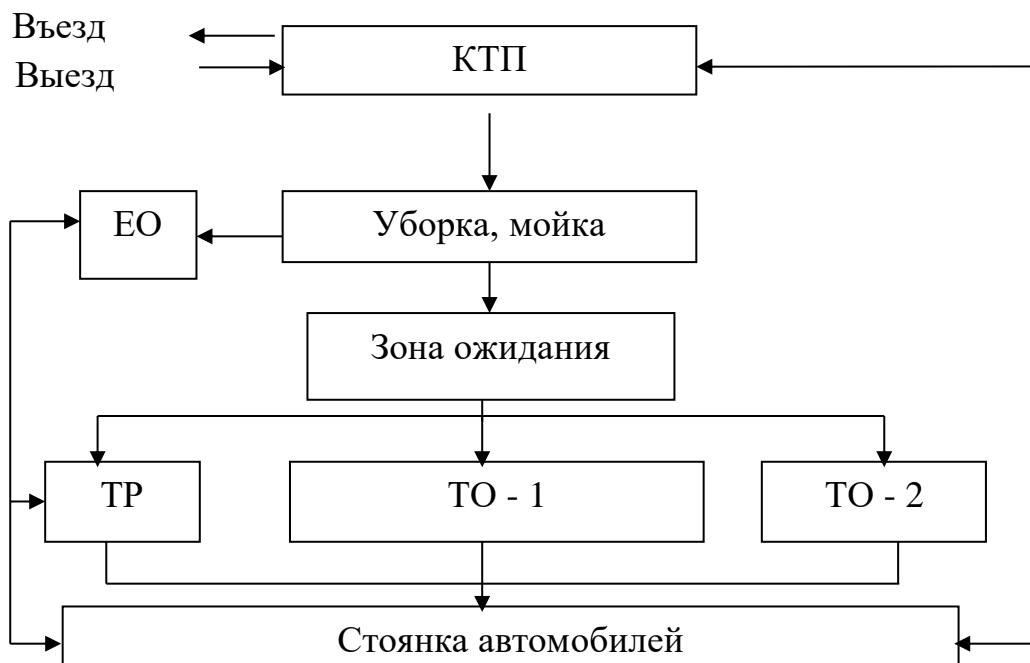 Въезд
Выезд
КТП
ЕО
Уборка, мойка
Зона ожидания
ТР
ТО - 1
ТО - 2
Стоянка автомобилей